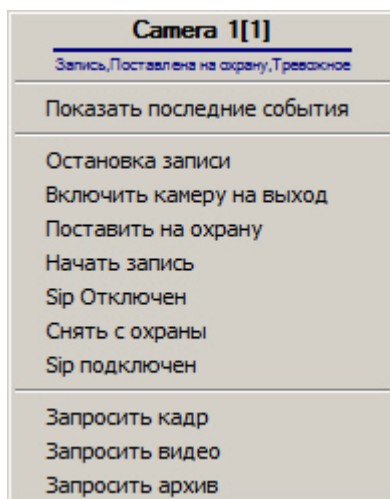 Camera 1[1]
Запись,Поставлена на охрану,Тревожное
Показать последние события
Остановка записи
Включить камеру на выход
Поставить на охрану
Начать запись
Sip Отключен
Снять с охраны
Sip подключен
Запросить кадр
Запросить видео
Запросить архив